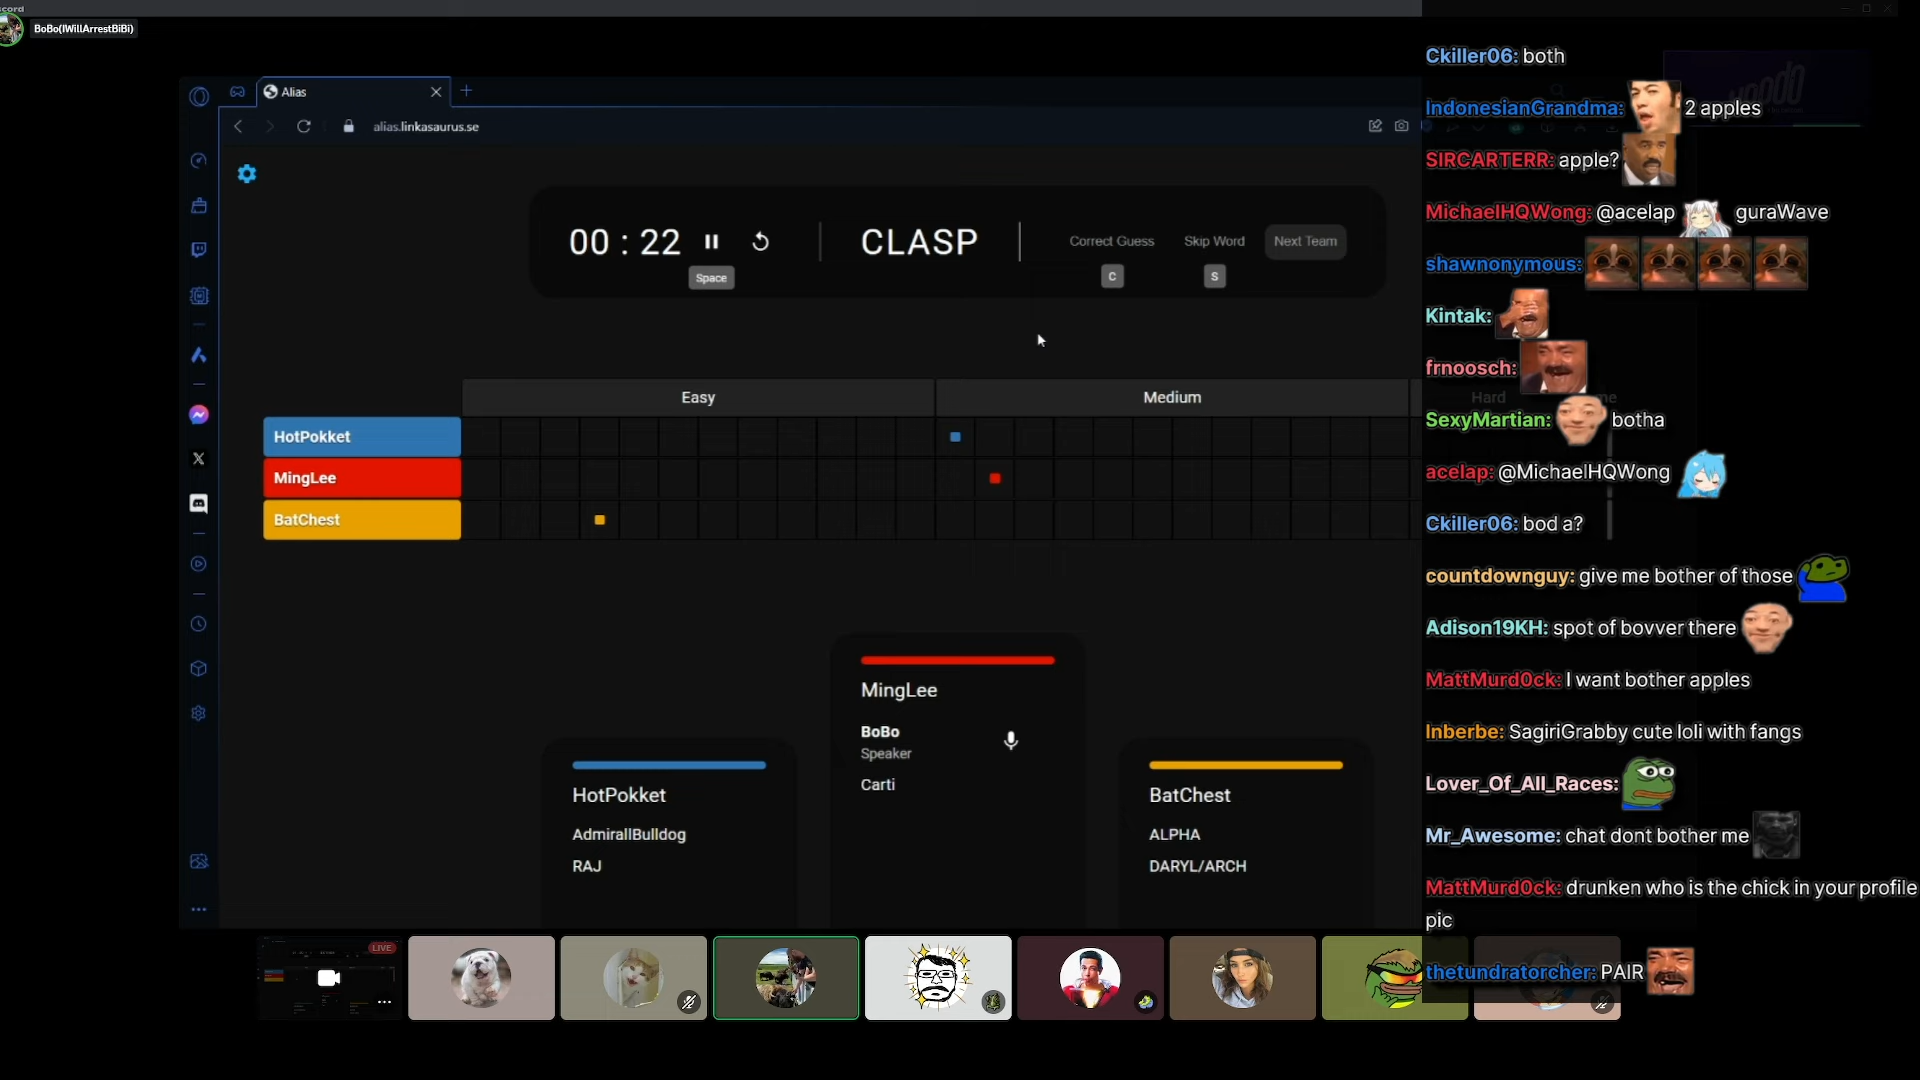 BoBo(IWillArrestBiBi)
Alias
alias.linkasaurus.se
00 : 22
CLASP
Correct Guess
Skip Word
Next Team
Space
C
S
Easy
Medium
HotPokket
MingLee
BatChest
MingLee
BoBo
Speaker
Carti
HotPokket
AdmirallBulldog
RAJ
BatChest
ALPHA
DARYL/ARCH
LIVE
Ckiller06: both
IndonesianGrandma: 2 apples
SIRCARTERR: apple?
MichaelHQWong: @acelap guraWave
shawnonymous:
Kintak:
frnoosch:
Hard
SexyMartian: botha
acelap: @MichaelHQWong
Ckiller06: bod a?
countdownguy: give me bother of those
Adison19KH: spot of bovver there
MattMurd0ck: I want bother apples
Inberbe: SagiriGrabby cute loli with fangs
Lover_Of_All_Races:
Mr_Awesome: chat dont bother me
MattMurd0ck: drunken who is the chick in your profile
pic
thetundratorcher: PAIR